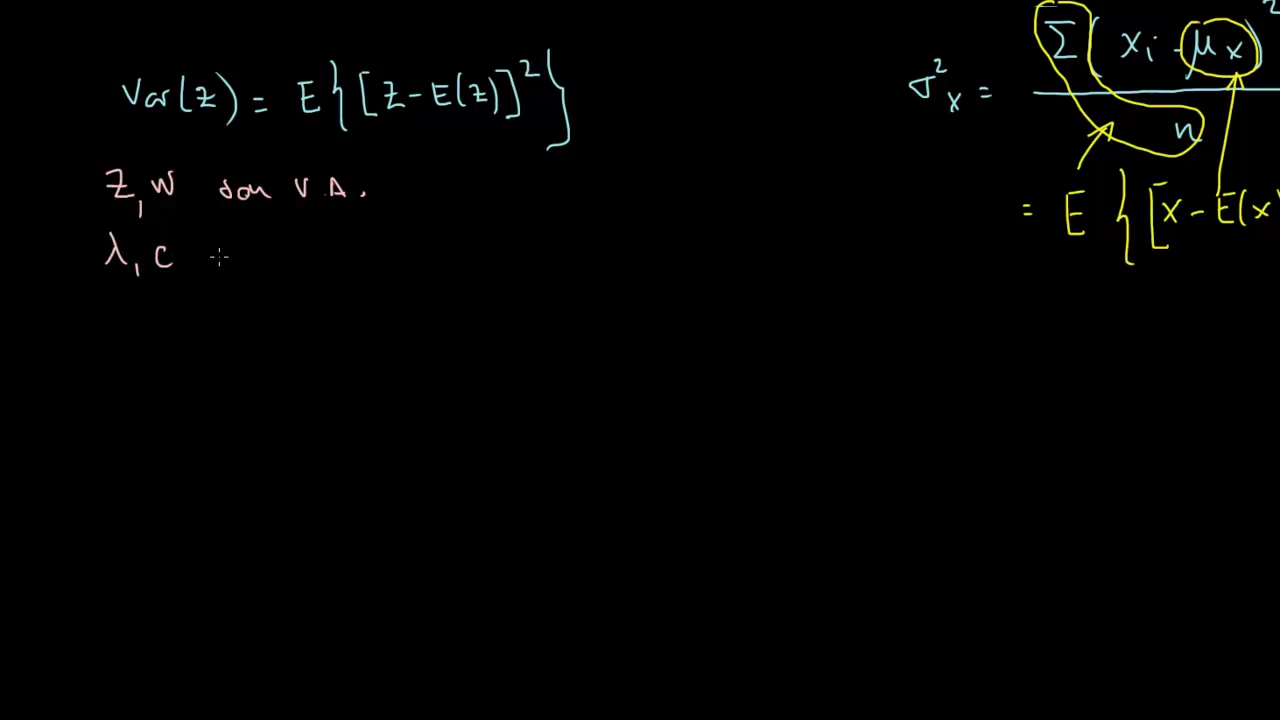 Var(Z) = E{[Z-E(Z)]²}
Z, W son V.A.
λ, C
σ²x = Σ(xi - μx)² / n
= E{[x - E(x)